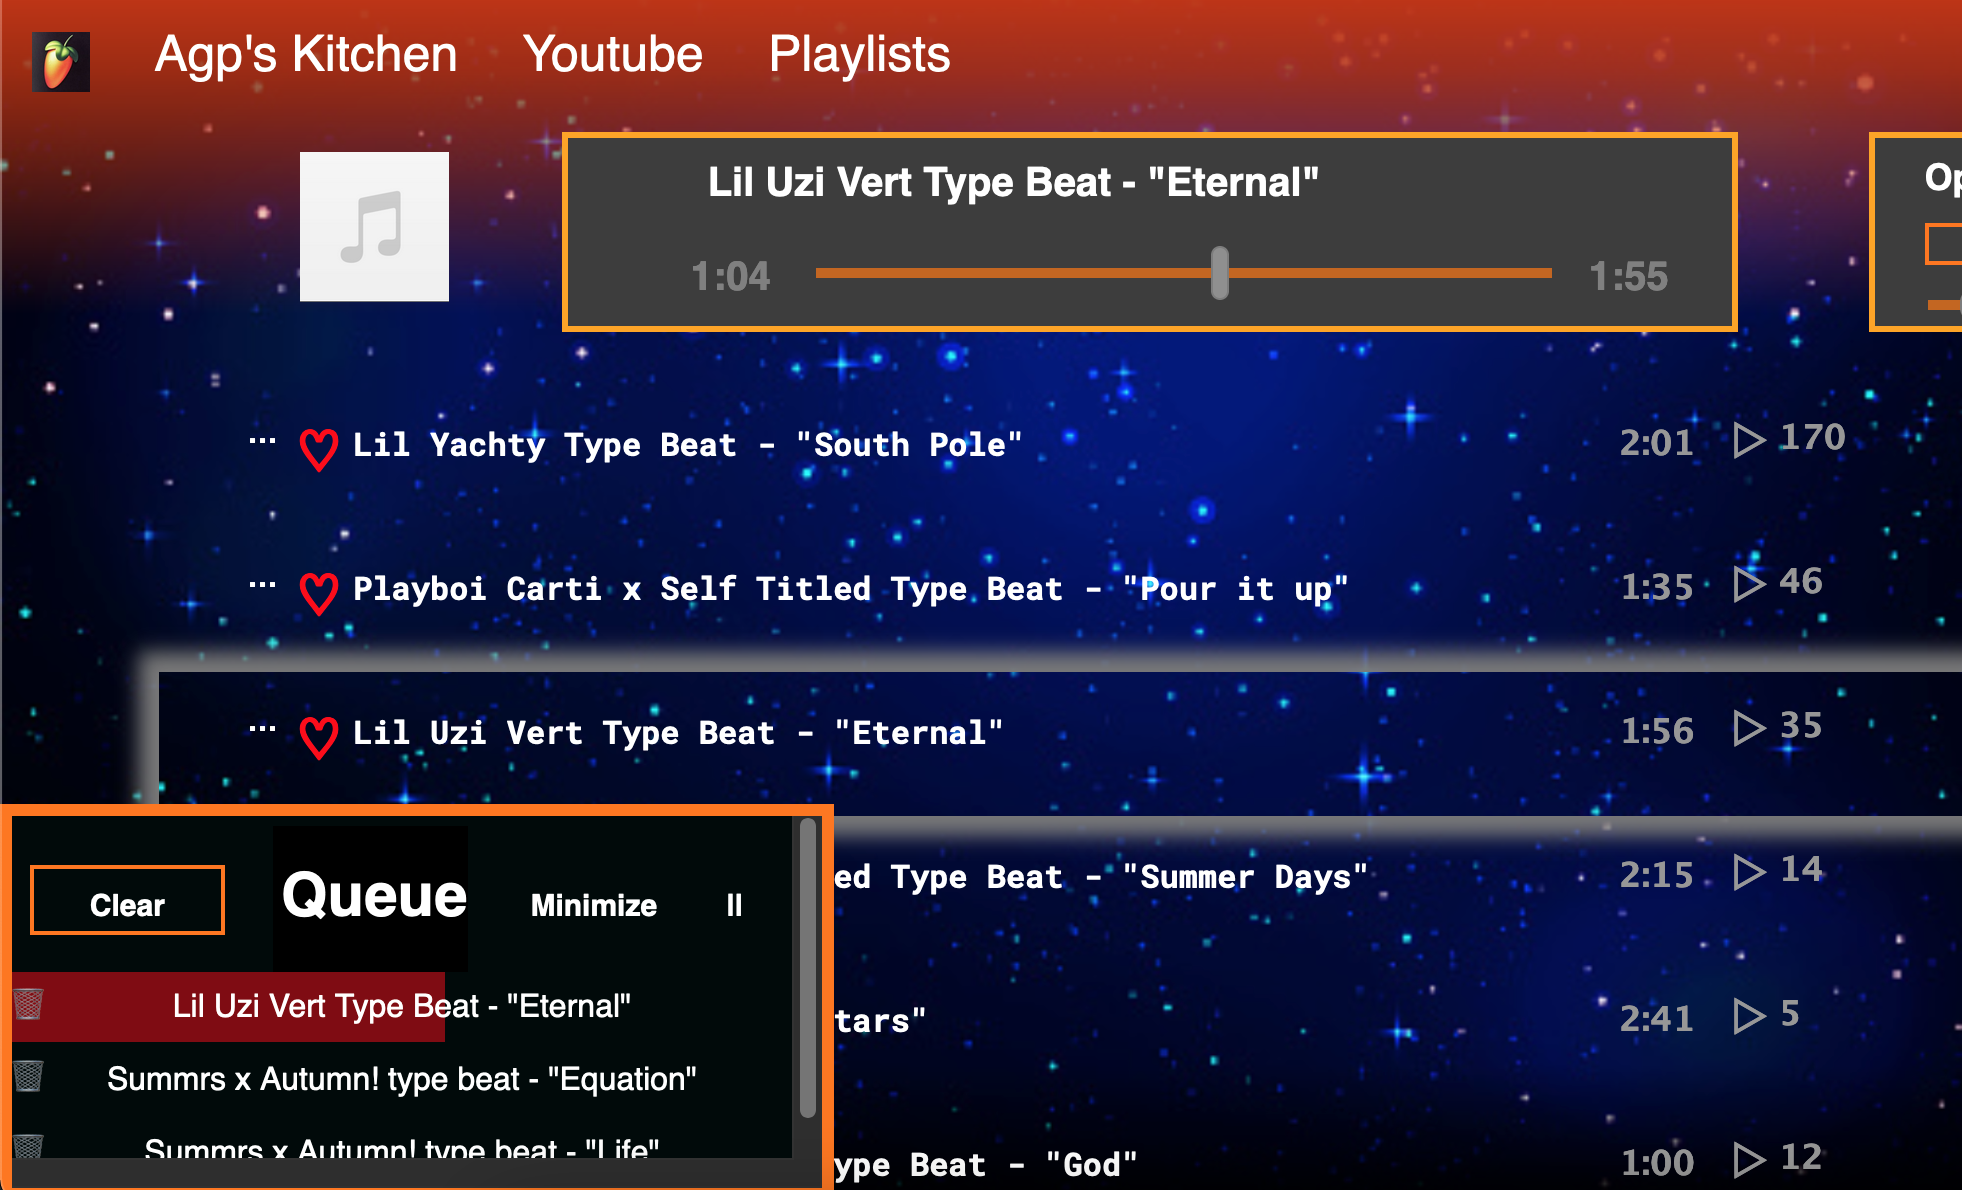 Agp's Kitchen Youtube Playlists
Lil Uzi Vert Type Beat - "Eternal"
1:04 1:55
... Lil Yachty Type Beat - "South Pole" 2:01 170
... Playboi Carti x Self Titled Type Beat - "Pour it up" 1:35 46
... Lil Uzi Vert Type Beat - "Eternal" 1:56 35
Type Beat - "Summer Days" 2:15 14
Clear Queue Minimize II
Lil Uzi Vert Type Beat - "Eternal"
2:41 5
Summrs x Autumn! type beat - "Equation"
Summrs x Autumn! type beat - "Life"
Beat - "God" 1:00 12